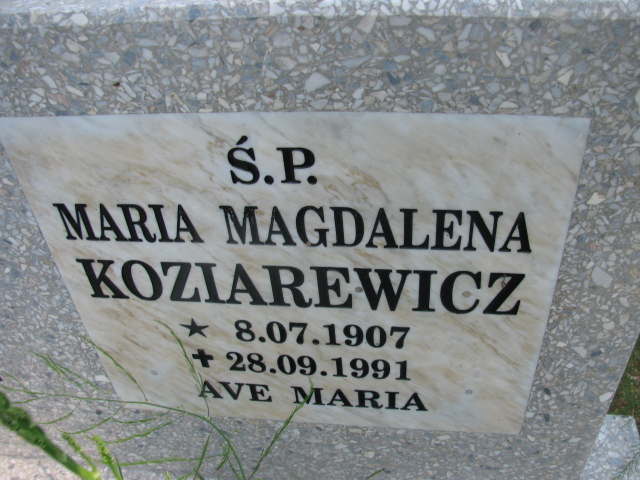 Ś.P.
MARIA MAGDALENA
KOZIAREWICZ
★ 8.07.1907
✝ 28.09.1991
AVE MARIA